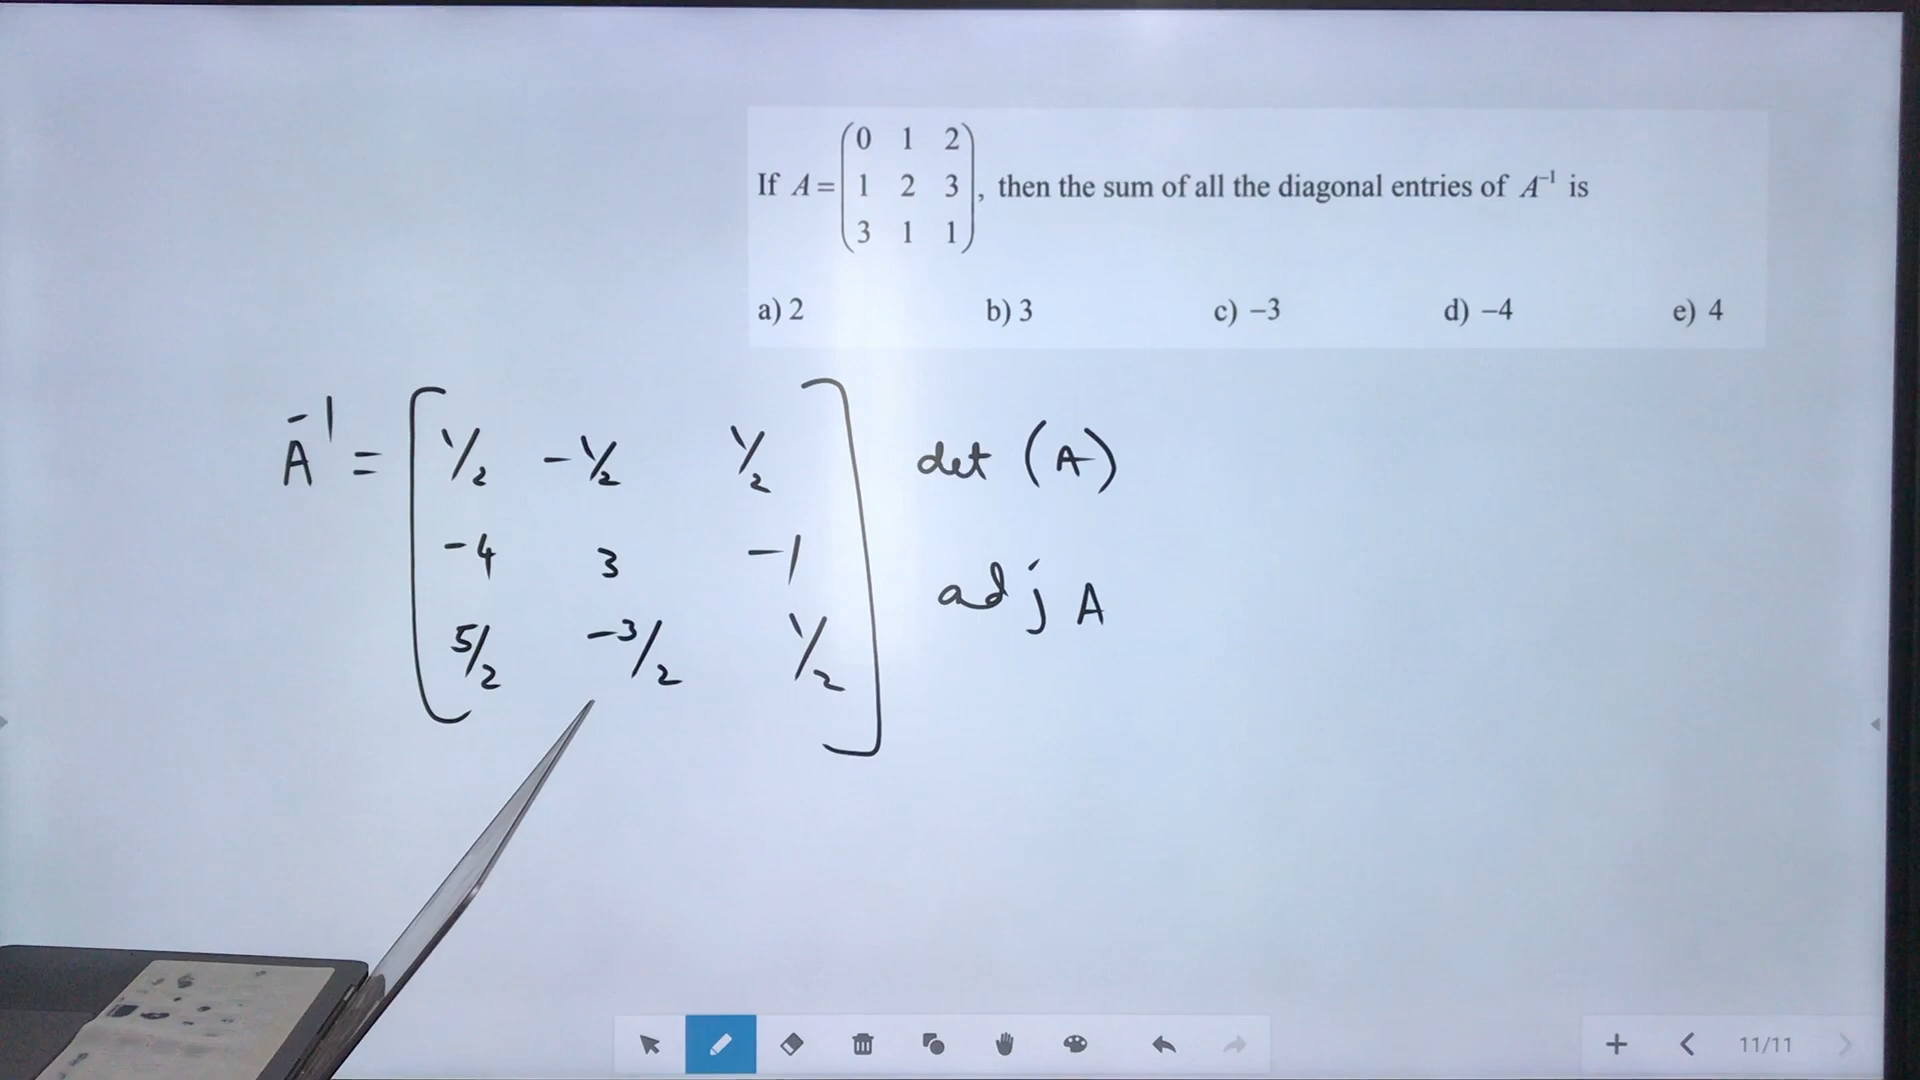 If A = ( 0 1 2
1 2 3
3 1 1 ), then the sum of all the diagonal entries of A⁻¹ is
a) 2 b) 3 c) −3 d) −4 e) 4
A⁻¹ = [ 1/2 -1/2 1/2
-4 3 -1
5/2 -3/2 1/2 ]
det (A)
adj A
11/11